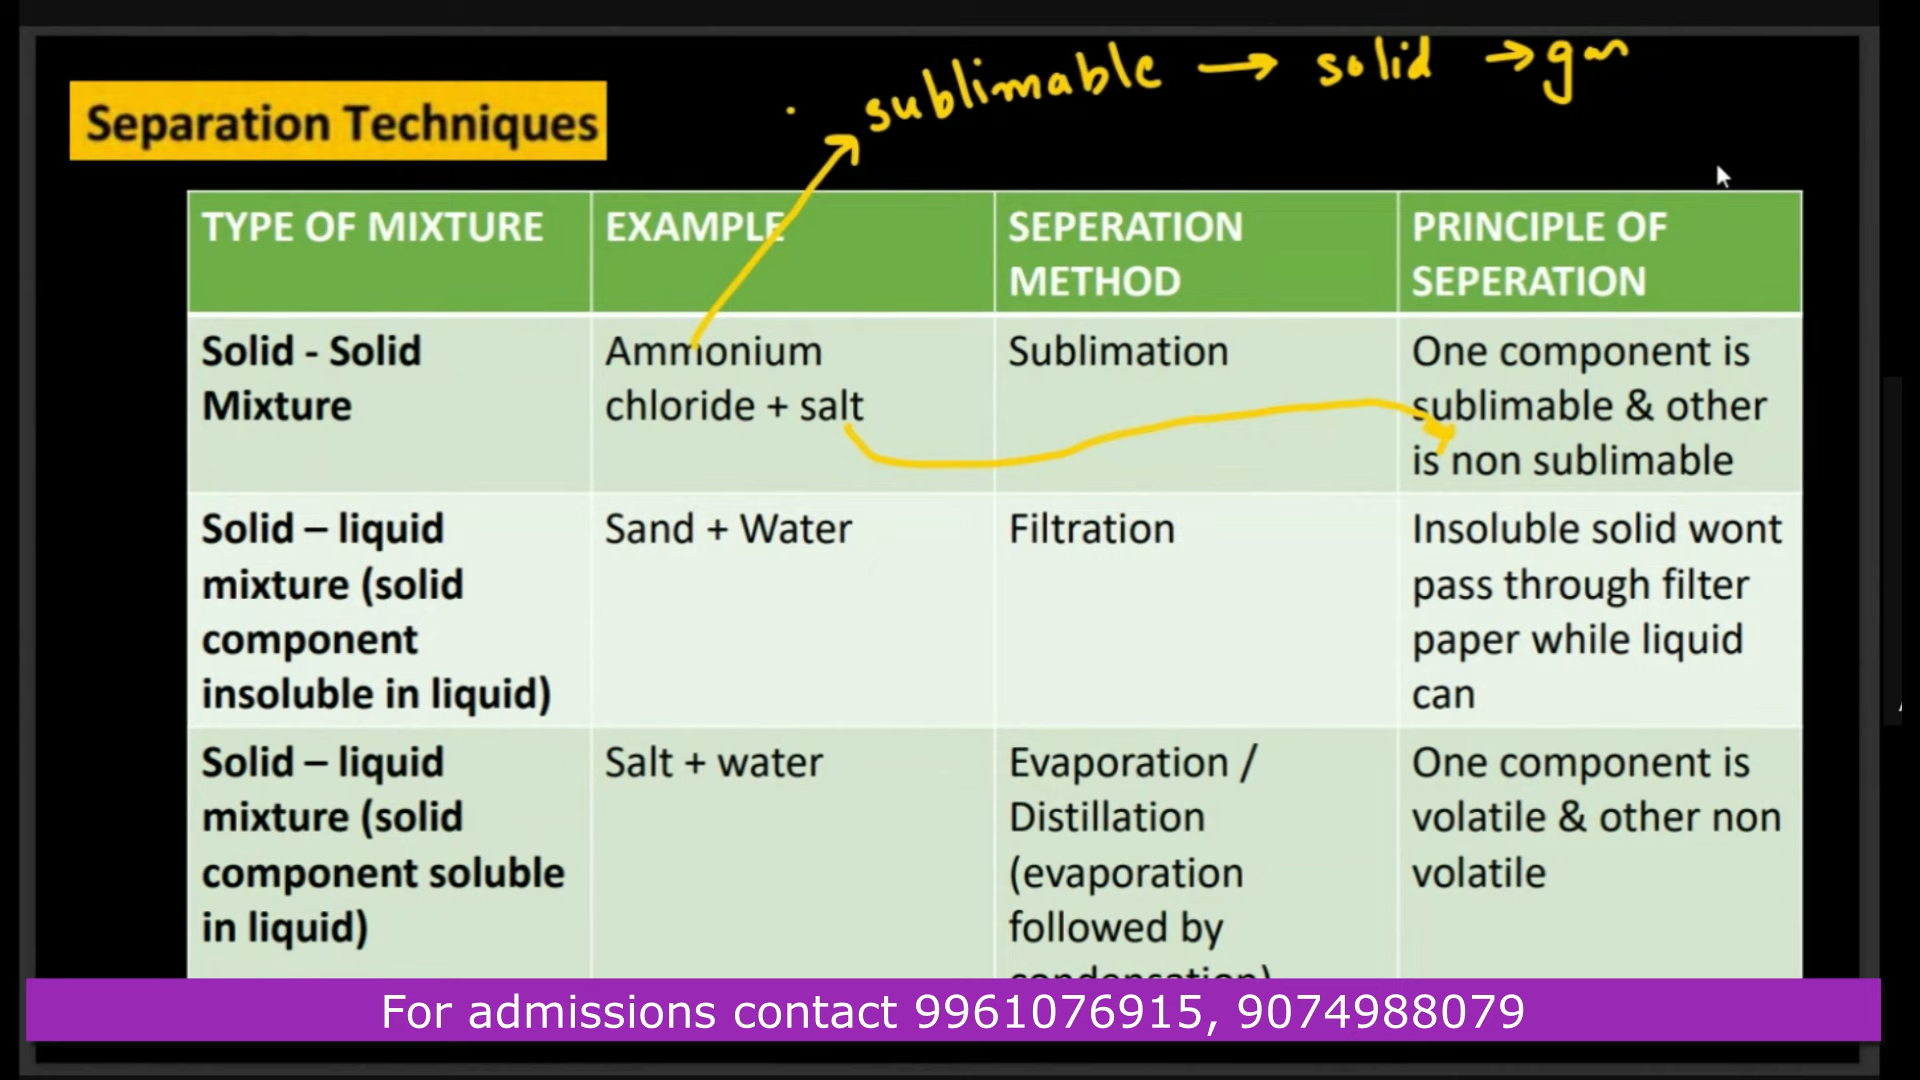 sublimable → solid → gas
Separation Techniques
TYPE OF MIXTURE
EXAMPLE
SEPERATION
METHOD
PRINCIPLE OF
SEPERATION
Solid - Solid
Mixture
Ammonium
chloride + salt
Sublimation
One component is
sublimable & other
is non sublimable
Solid – liquid
mixture (solid
component
insoluble in liquid)
Sand + Water
Filtration
Insoluble solid wont
pass through filter
paper while liquid
can
Solid – liquid
mixture (solid
component soluble
in liquid)
Salt + water
Evaporation /
Distillation
(evaporation
followed by
condensation)
One component is
volatile & other non
volatile
For admissions contact 9961076915, 9074988079